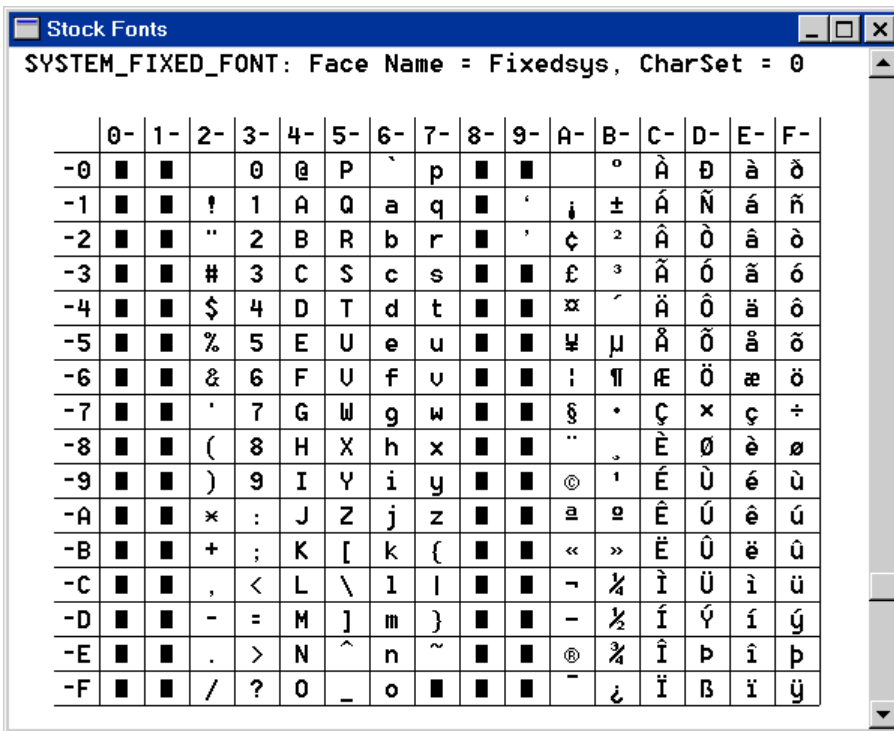 Stock Fonts
SYSTEM_FIXED_FONT: Face Name = Fixedsys, CharSet = 0
0- 1- 2- 3- 4- 5- 6- 7- 8- 9- A- B- C- D- E- F-
-0 ■ ■ 0 @ P ` p ■ ■ ° À Ð à ð
-1 ■ ■ ! 1 A Q a q ■ ‘ ¡ ± Á Ñ á ñ
-2 ■ ■ " 2 B R b r ■ ’ ¢ ² Â Ò â ò
-3 ■ ■ # 3 C S c s ■ ■ £ ³ Ã Ó ã ó
-4 ■ ■ $ 4 D T d t ■ ■ ¤ ´ Ä Ô ä ô
-5 ■ ■ % 5 E U e u ■ ■ ¥ µ Å Õ å õ
-6 ■ ■ & 6 F V f v ■ ■ ¦ ¶ Æ Ö æ ö
-7 ■ ■ ' 7 G W g w ■ ■ § · Ç × ç ÷
-8 ■ ■ ( 8 H X h x ■ ■ ¨ ¸ È Ø è ø
-9 ■ ■ ) 9 I Y i y ■ ■ © ¹ É Ù é ù
-A ■ ■ * : J Z j z ■ ■ ª º Ê Ú ê ú
-B ■ ■ + ; K [ k { ■ ■ « » Ë Û ë û
-C ■ ■ , < L \ l | ■ ■ ¬ ¼ Ì Ü ì ü
-D ■ ■ - = M ] m } ■ ■ - ½ Í Ý í ý
-E ■ ■ . > N ^ n ~ ■ ■ ® ¾ Î Þ î þ
-F ■ ■ / ? O _ o ■ ■ ■ ¯ ¿ Ï ß ï ÿ